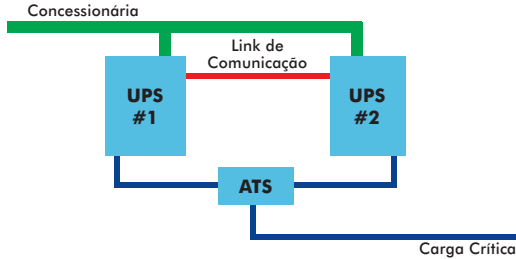 Concessionária
Link de
Comunicação
UPS
#1
UPS
#2
ATS
Carga Crítica